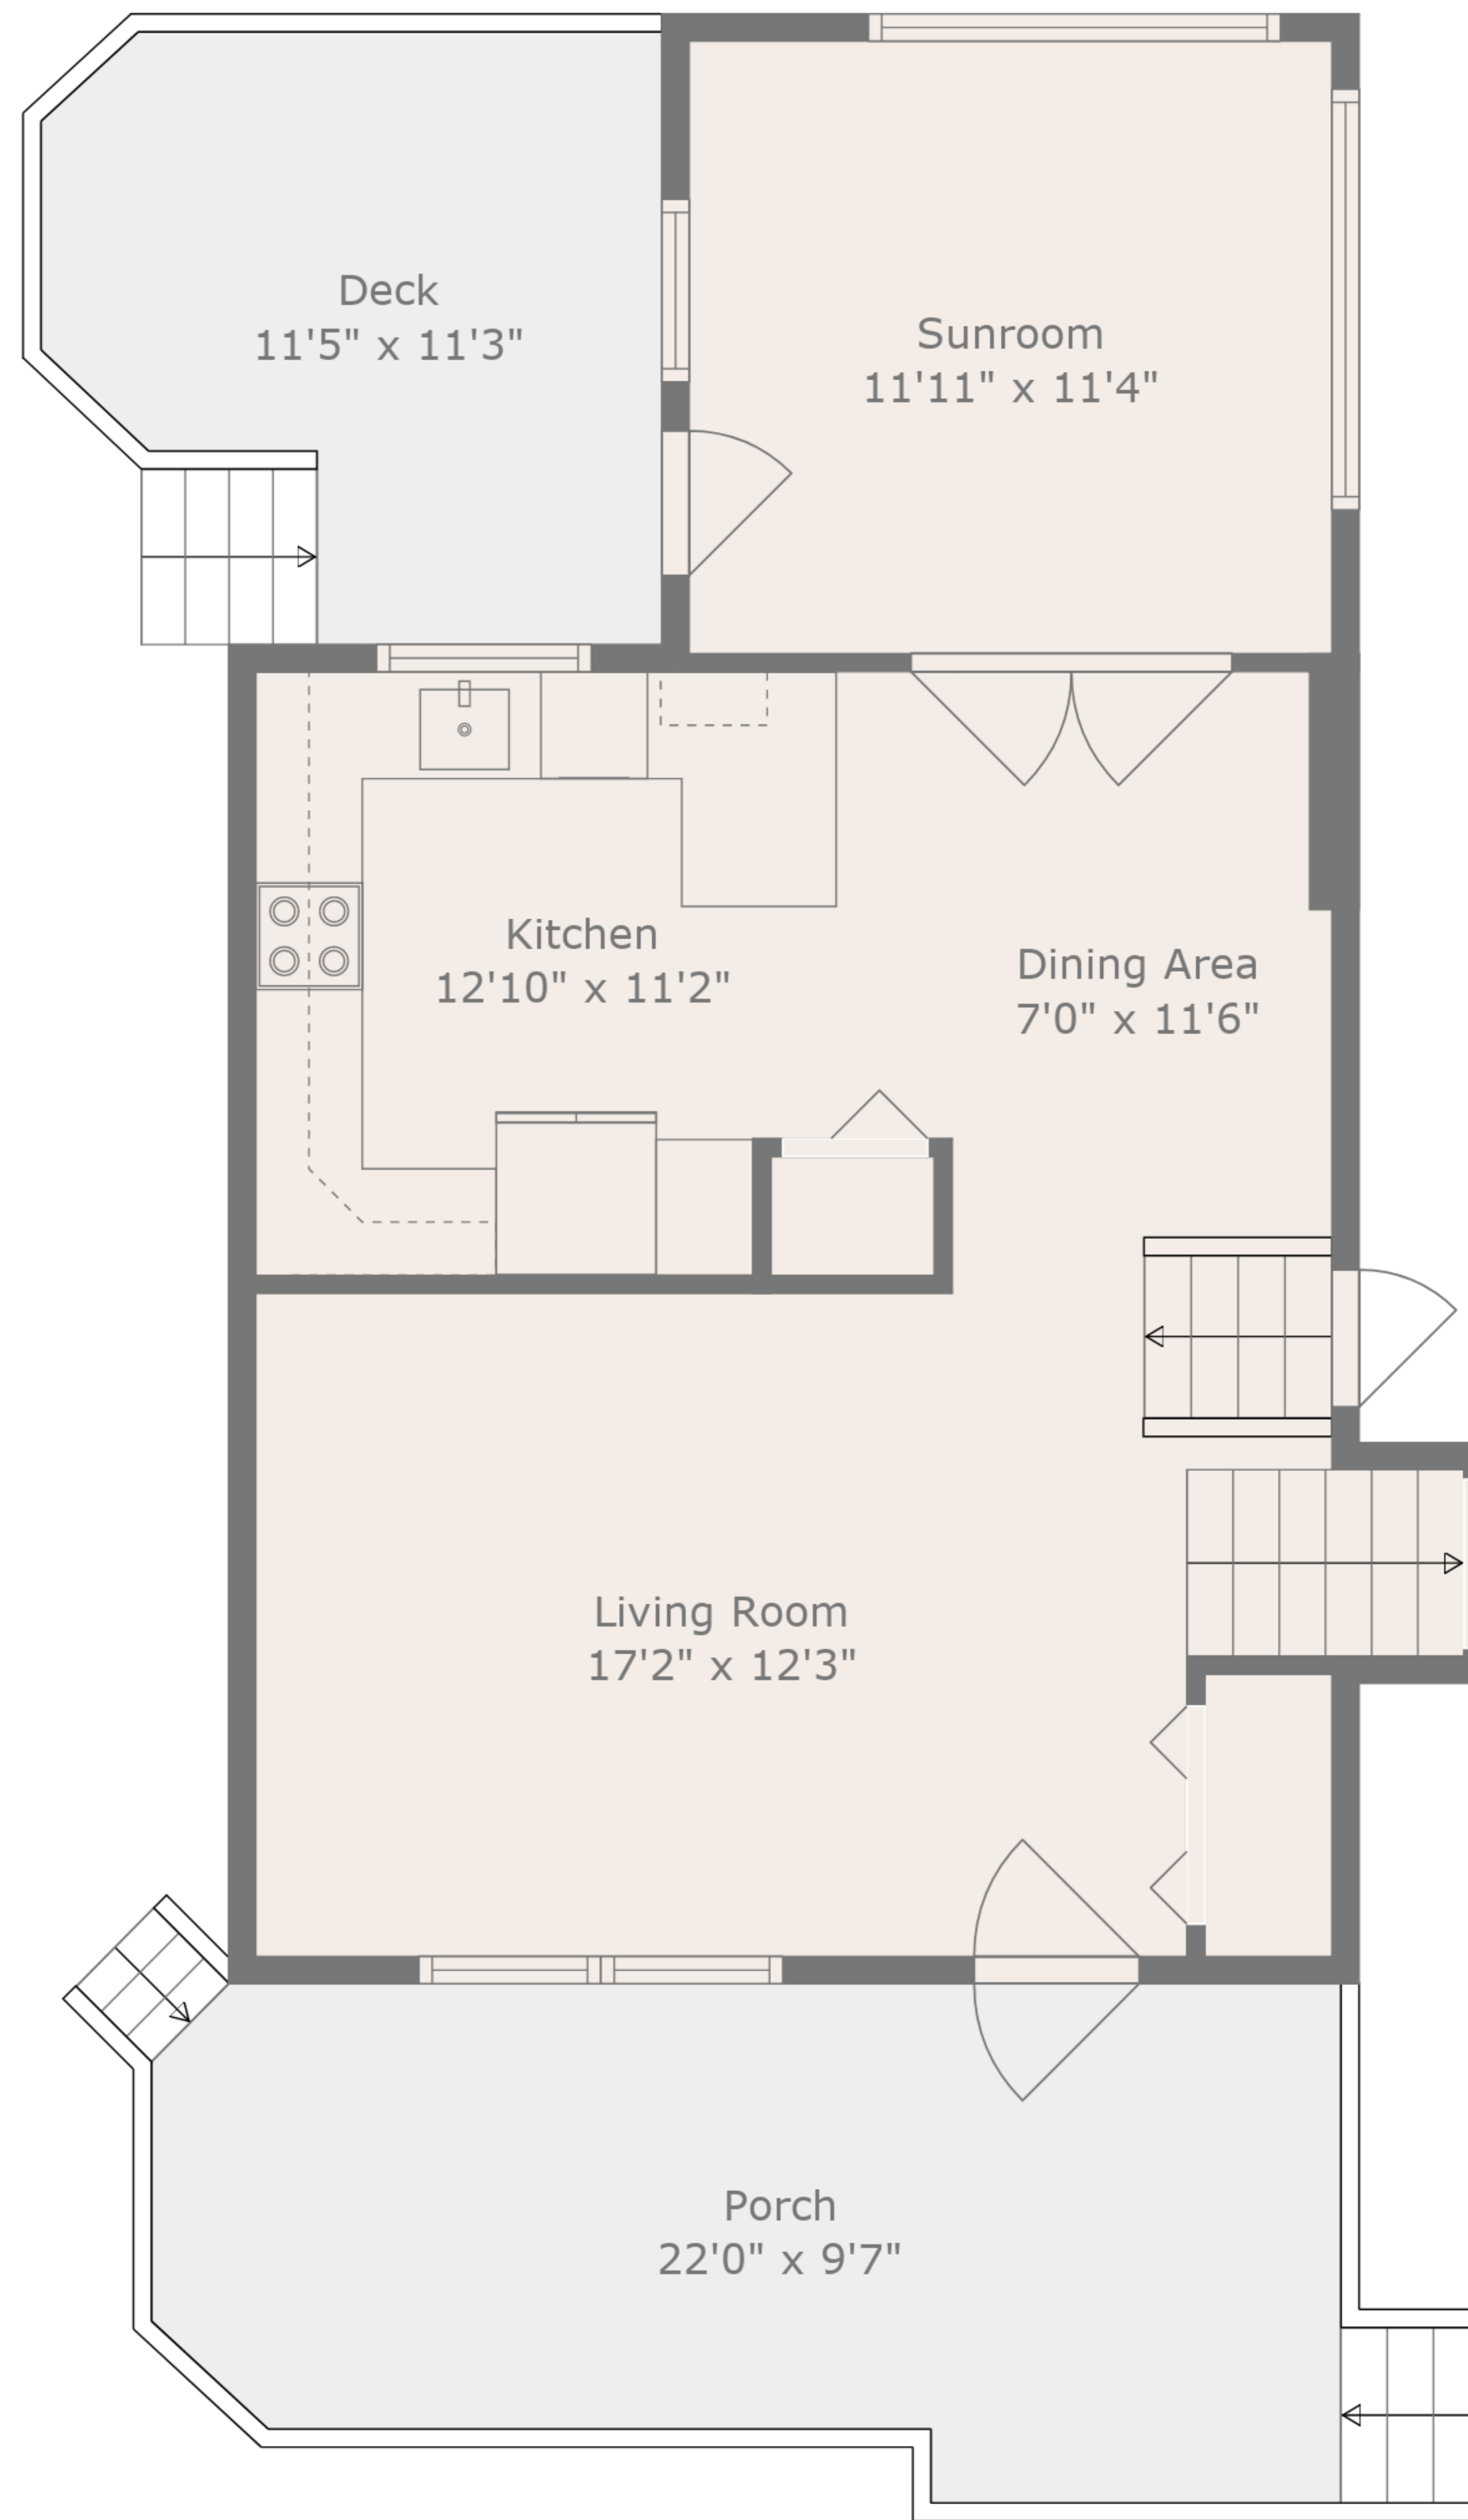 Deck
11'5" x 11'3"
Sunroom
11'11" x 11'4"
Kitchen
12'10" x 11'2"
Dining Area
7'0" x 11'6"
Living Room
17'2" x 12'3"
Porch
22'0" x 9'7"